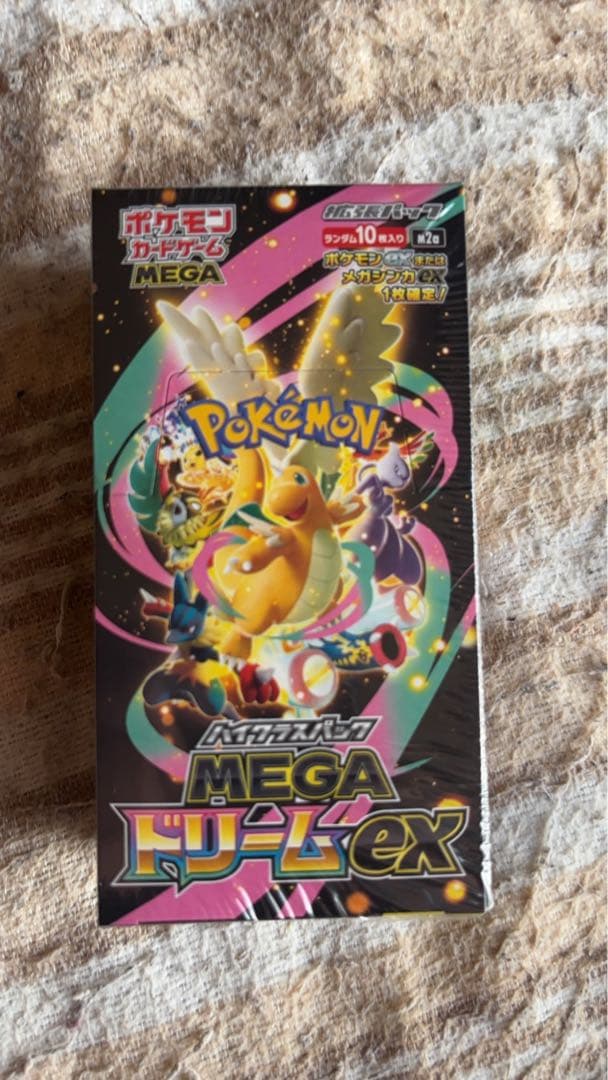 ポケモン
カードゲーム
MEGA
拡張パック
ランダム10枚入り M2a
ポケモンexまたは
メガシンカex
1枚確定!
POKÉMON
ハイクラスパック
MEGA
ドリームex